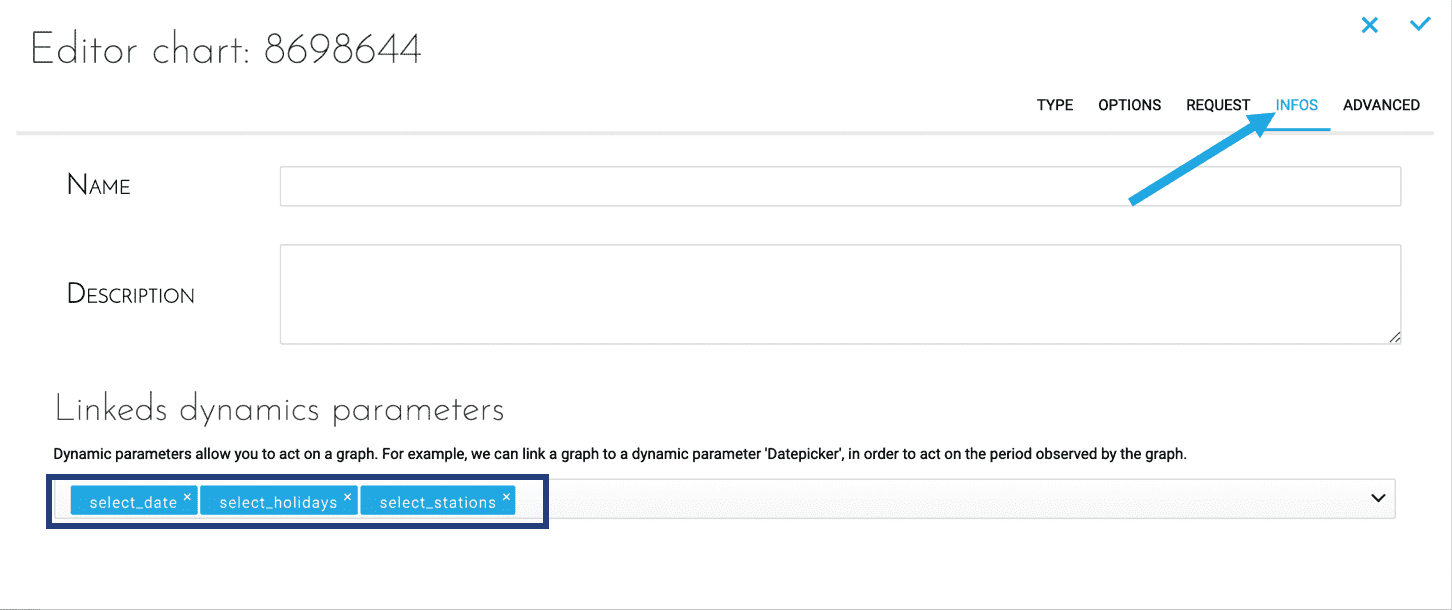 Editor chart: 8698644
TYPE OPTIONS REQUEST INFOS ADVANCED
NAME
DESCRIPTION
Linkeds dynamics parameters
Dynamic parameters allow you to act on a graph. For example, we can link a graph to a dynamic parameter 'Datepicker', in order to act on the period observed by the graph.
select_date × select_holidays × select_stations ×